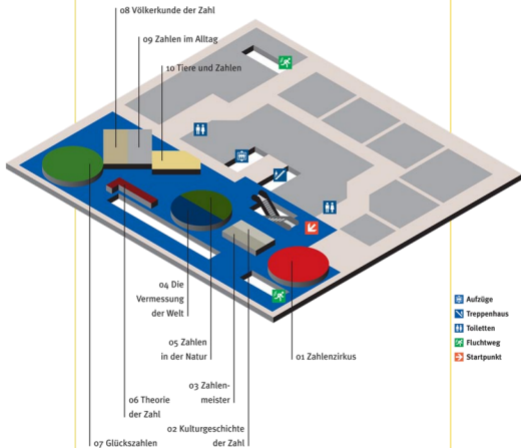 08 Völkerkunde der Zahl
09 Zahlen im Alltag
10 Tiere und Zahlen
04 Die
Vermessung
der Welt
05 Zahlen
in der Natur
01 Zahlenzirkus
03 Zahlen-
meister
06 Theorie
der Zahl
02 Kulturgeschichte
der Zahl
07 Glückszahlen
Aufzüge
Treppenhaus
Toiletten
Fluchtweg
Startpunkt